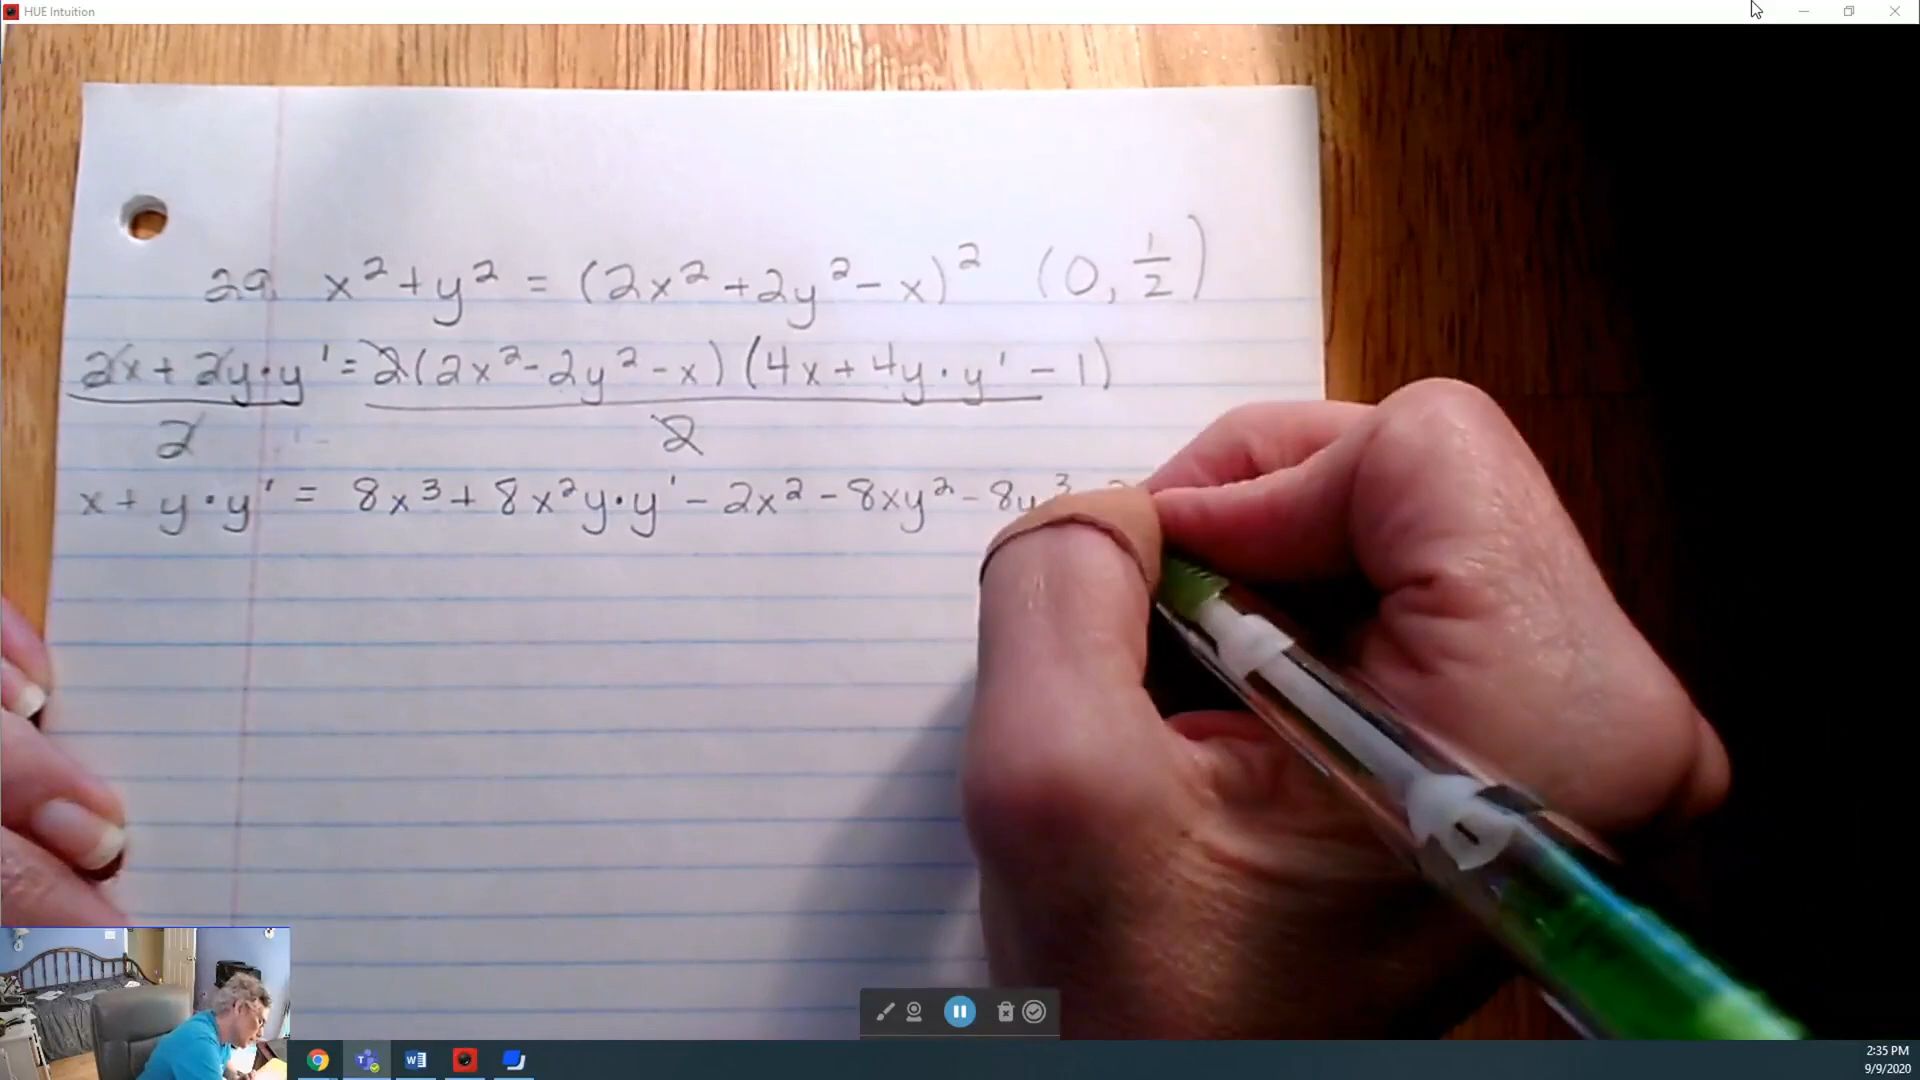 HUE Intuition
29. x² + y² = (2x² + 2y² - x)² (0, 1/2)
2x + 2y · y' = 2(2x² - 2y² - x)(4x + 4y · y' - 1)
2 2
x + y · y' = 8x³ + 8x²y · y' - 2x² - 8xy² - 8y³
2:35 PM
9/9/2020